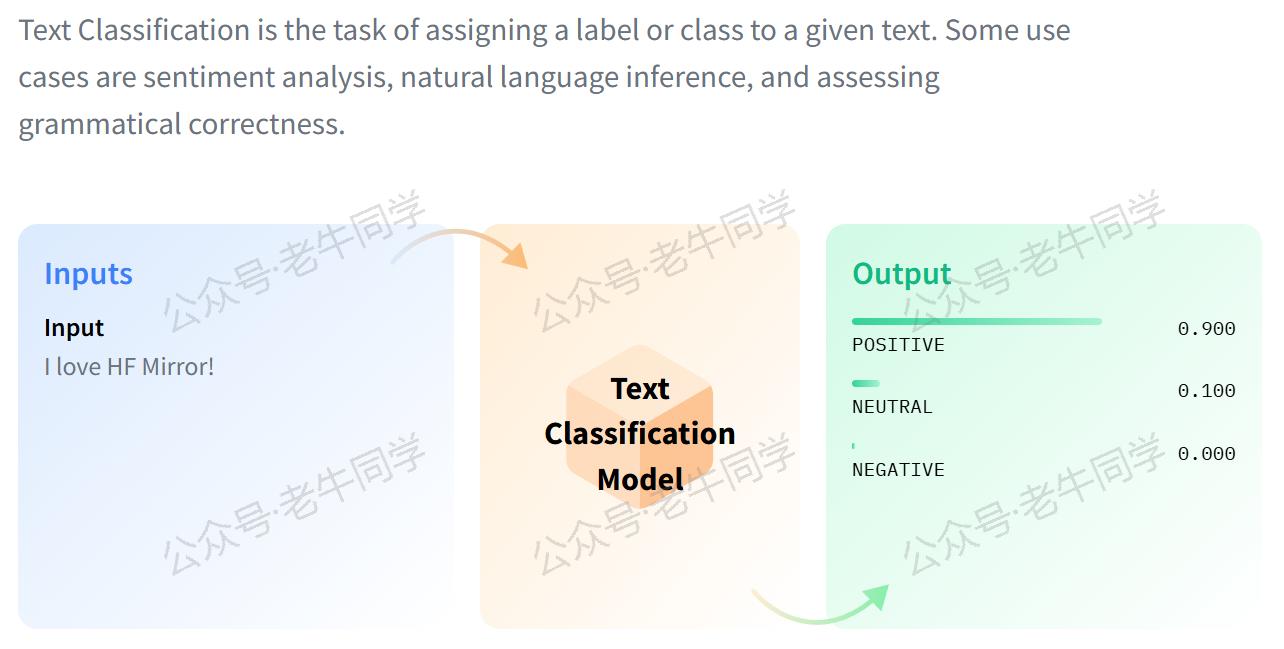 Text Classification is the task of assigning a label or class to a given text. Some use
cases are sentiment analysis, natural language inference, and assessing
grammatical correctness.
Inputs
Input
I love HF Mirror!
Text
Classification
Model
Output
POSITIVE 0.900
NEUTRAL 0.100
NEGATIVE 0.000
公众号·老牛同学
公众号·老牛同学
公众号·老牛同学
公众号·老牛同学
公众号·老牛同学
公众号·老牛同学